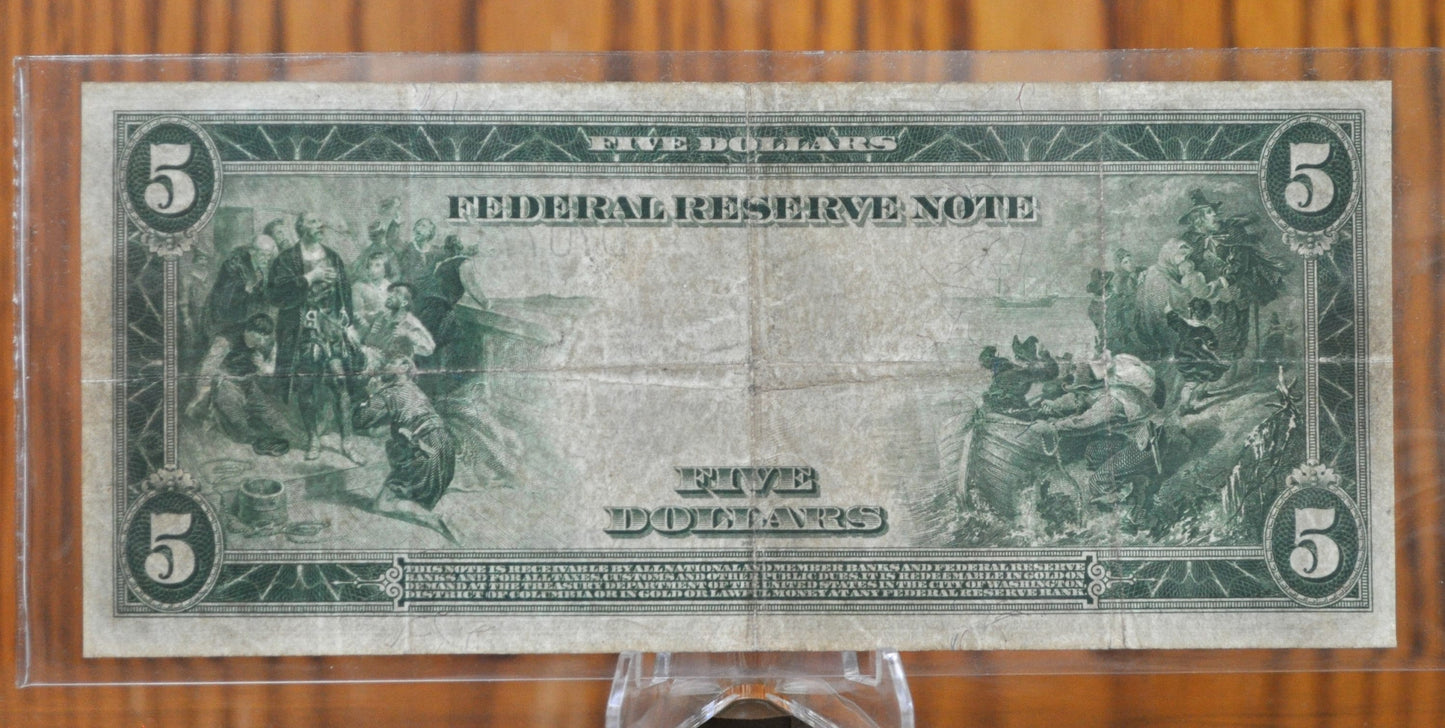 FIVE DOLLARS
5
5
FEDERAL RESERVE NOTE
FIVE
DOLLARS
5
5
THIS NOTE IS RECEIVABLE BY ALL NATIONAL AND MEMBER BANKS AND FEDERAL RESERVE
BANKS AND FOR ALL TAXES, CUSTOMS AND OTHER PUBLIC DUES. IT IS REDEEMABLE IN GOLD ON
DEMAND AT THE TREASURY DEPARTMENT OF THE UNITED STATES IN THE CITY OF WASHINGTON,
DISTRICT OF COLUMBIA OR IN GOLD OR LAWFUL MONEY AT ANY FEDERAL RESERVE BANK.